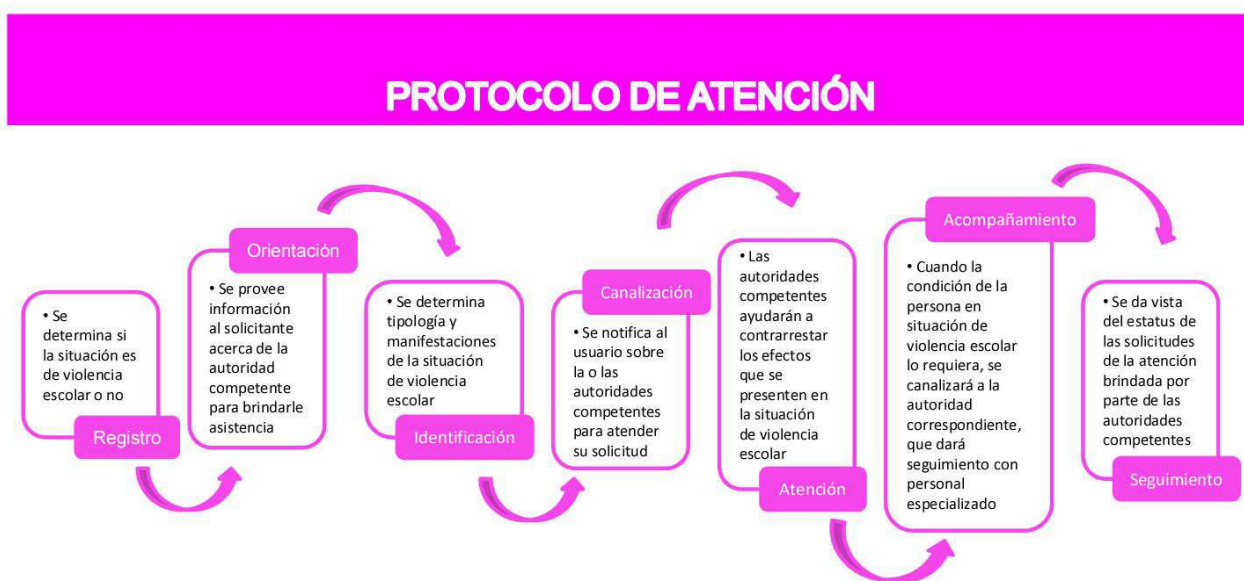 PROTOCOLO DE ATENCIÓN
• Se
determina si
la situación es
de violencia
escolar o no
Registro
Orientación
• Se provee
información
al solicitante
acerca de la
autoridad
competente
para brindarle
asistencia
• Se determina
tipología y
manifestaciones
de la situación
de violencia
escolar
Identificación
Canalización
• Se notifica al
usuario sobre
la o las
autoridades
competentes
para atender
su solicitud
• Las
autoridades
competentes
ayudarán a
contrarrestar
los efectos
que se
presenten en
la situación
de violencia
escolar
Atención
Acompañamiento
• Cuando la
condición de la
persona en
situación de
violencia escolar
lo requiera, se
canalizará a la
autoridad
correspondiente,
que dará
seguimiento con
personal
especializado
• Se da vista
del estatus de
las solicitudes
de la atención
brindada por
parte de las
autoridades
competentes
Seguimiento